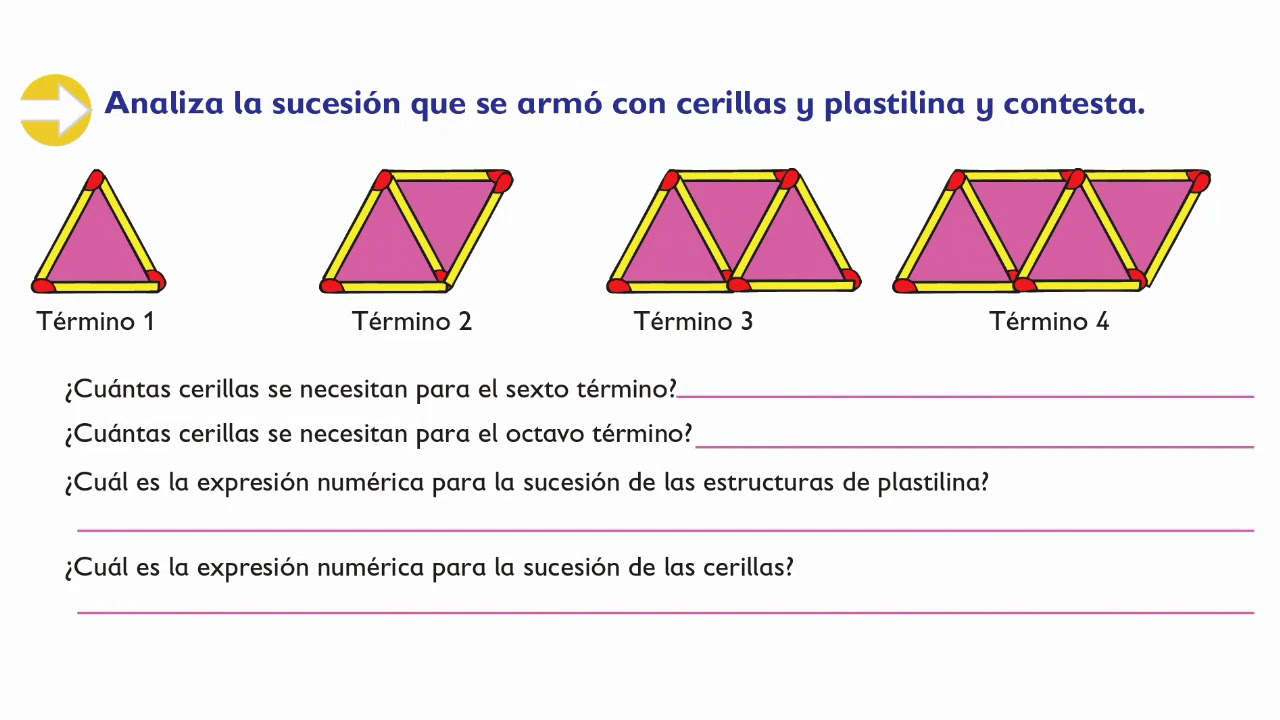 Analiza la sucesión que se armó con cerillas y plastilina y contesta.
Término 1 Término 2 Término 3 Término 4
¿Cuántas cerillas se necesitan para el sexto término?
¿Cuántas cerillas se necesitan para el octavo término?
¿Cuál es la expresión numérica para la sucesión de las estructuras de plastilina?
¿Cuál es la expresión numérica para la sucesión de las cerillas?